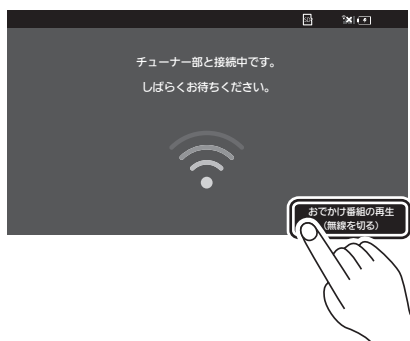 チューナー部と接続中です。
しばらくお待ちください。
おでかけ番組の再生
(無線を切る)